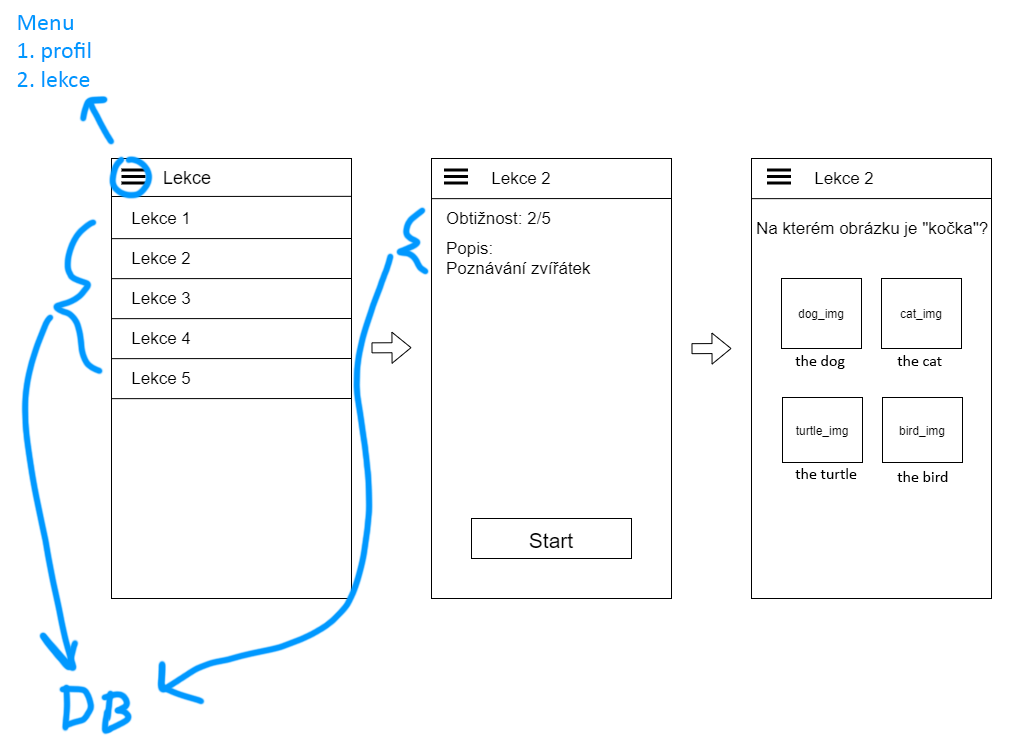 Menu
1. profil
2. lekce
Lekce
Lekce 1
Lekce 2
Lekce 3
Lekce 4
Lekce 5
Lekce 2
Obtižnost: 2/5
Popis:
Poznávání zvířátek
Start
Lekce 2
Na kterém obrázku je "kočka"?
dog_img
cat_img
the dog
the cat
turtle_img
bird_img
the turtle
the bird
DB